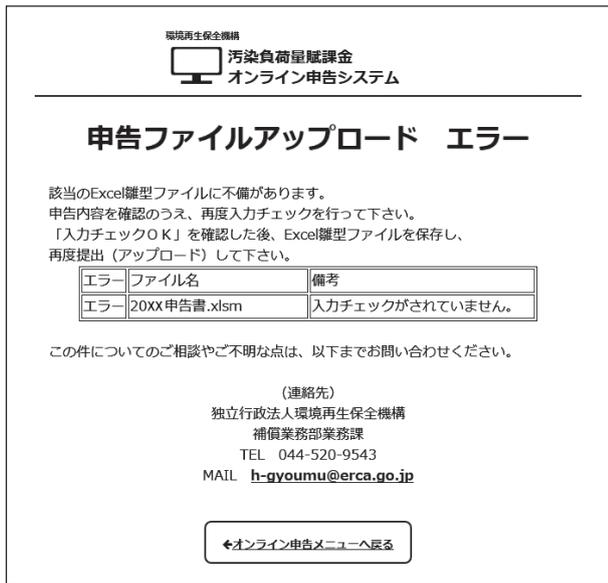 環境再生保全機構
汚染負荷量賦課金
オンライン申告システム
申告ファイルアップロード　エラー
該当のExcel雛型ファイルに不備があります。
申告内容を確認のうえ、再度入力チェックを行って下さい。
「入力チェックＯＫ」を確認した後、Excel雛型ファイルを保存し、
再度提出（アップロード）して下さい。
エラー ファイル名 備考
エラー 20XX申告書.xlsm 入力チェックがされていません。
この件についてのご相談やご不明な点は、以下までお問い合わせください。
（連絡先）
独立行政法人環境再生保全機構
補償業務部業務課
TEL　044-520-9543
MAIL　h-gyoumu@erca.go.jp
←オンライン申告メニューへ戻る